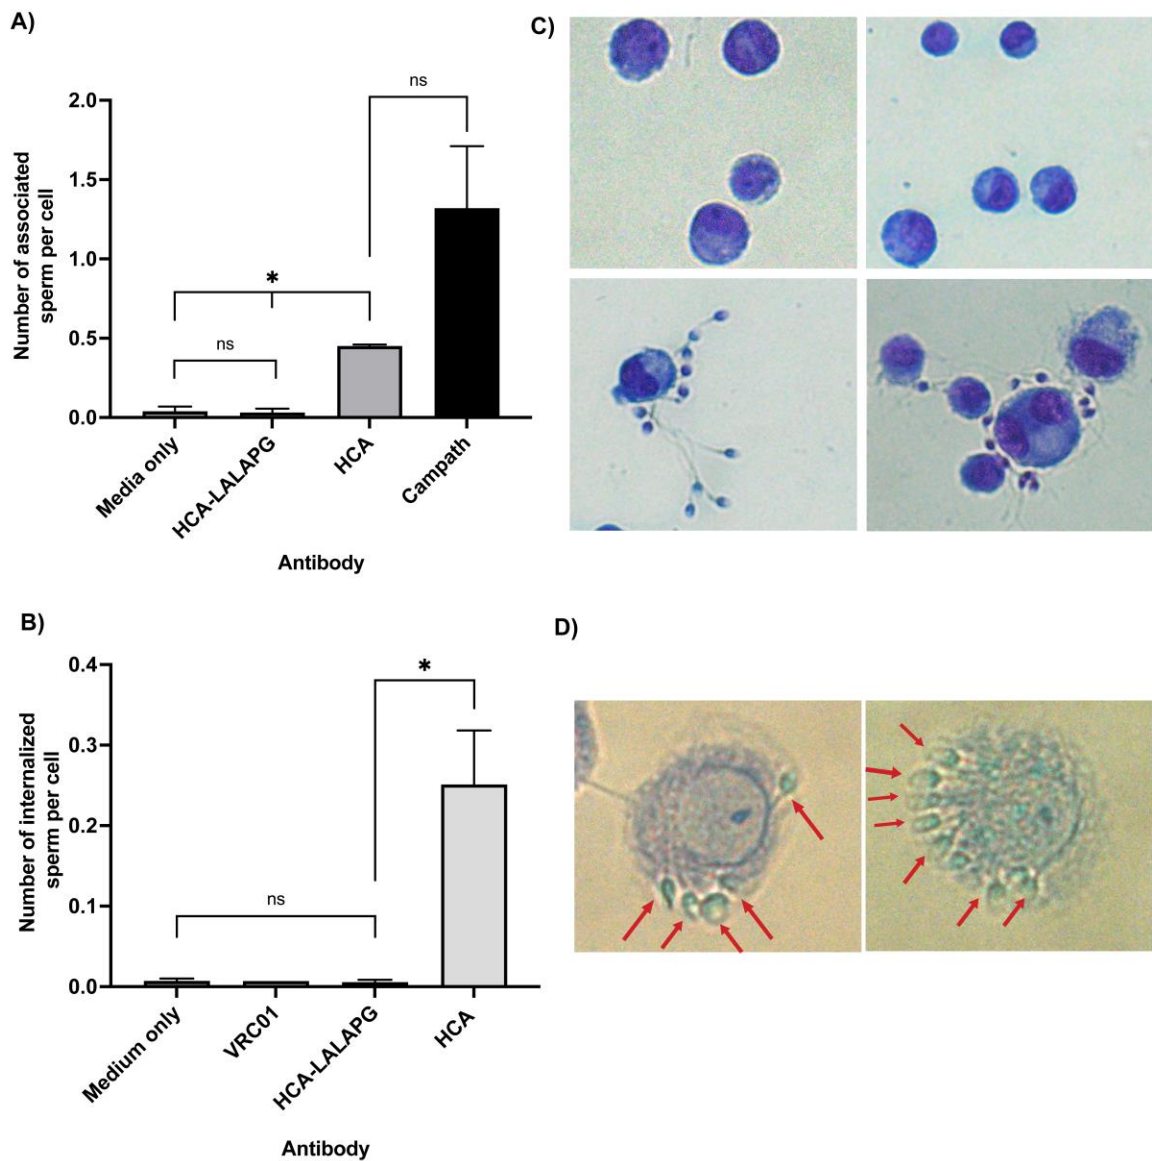 A)
Number of associated
sperm per cell
2.0
1.5
1.0
0.5
0.0
ns
*
ns
Media only
HCA-LALAPG
HCA
Campath
Antibody
C)
B)
Number of internalized
sperm per cell
0.4
0.3
0.2
0.1
0.0
*
ns
Medium only
VRC01
HCA-LALAPG
HCA
Antibody
D)